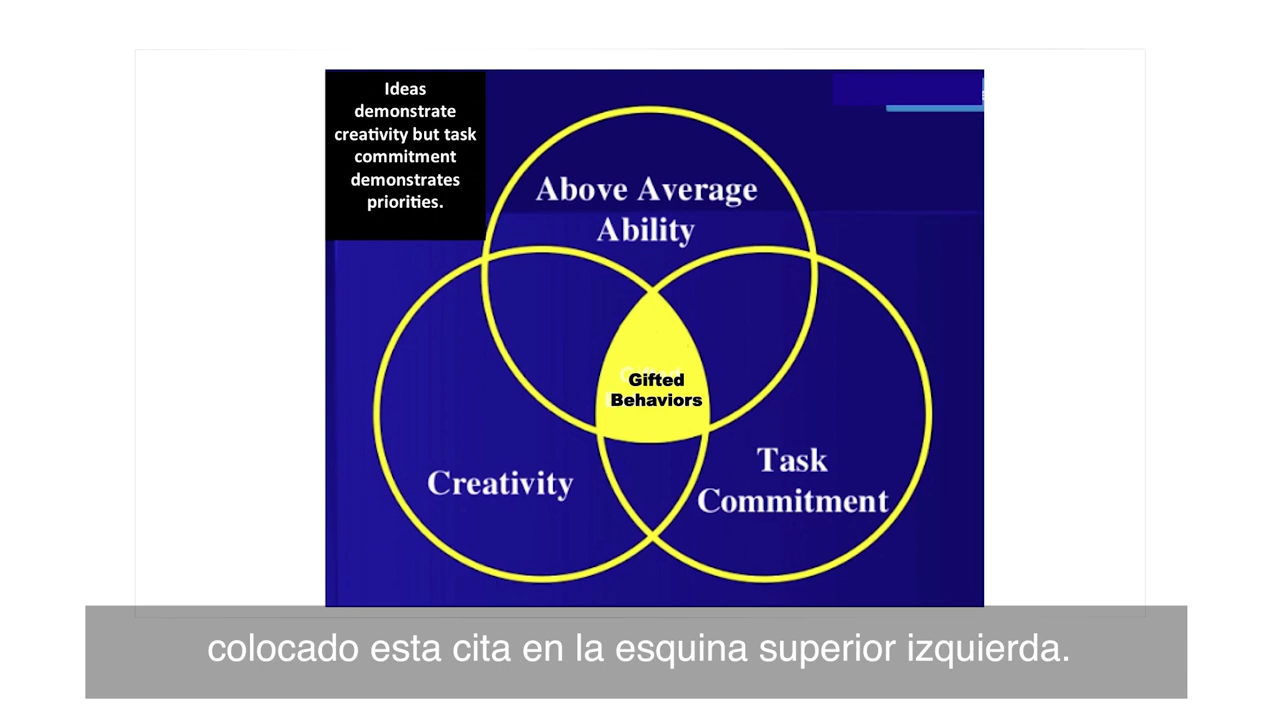 Ideas
demonstrate
creativity but task
commitment
demonstrates
priorities.
Above Average
Ability
Gifted
Behaviors
Creativity
Task
Commitment
colocado esta cita en la esquina superior izquierda.